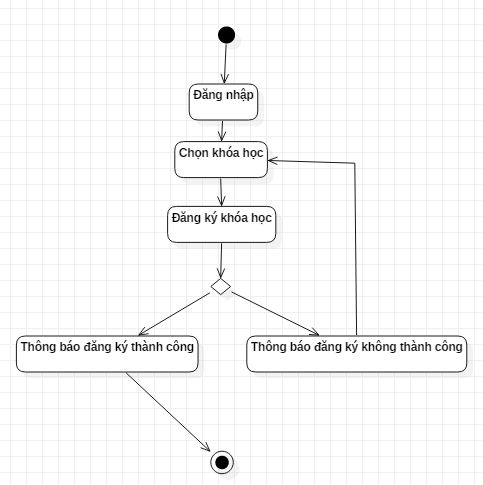 Đăng nhập
Chọn khóa học
Đăng ký khóa học
Thông báo đăng ký thành công
Thông báo đăng ký không thành công